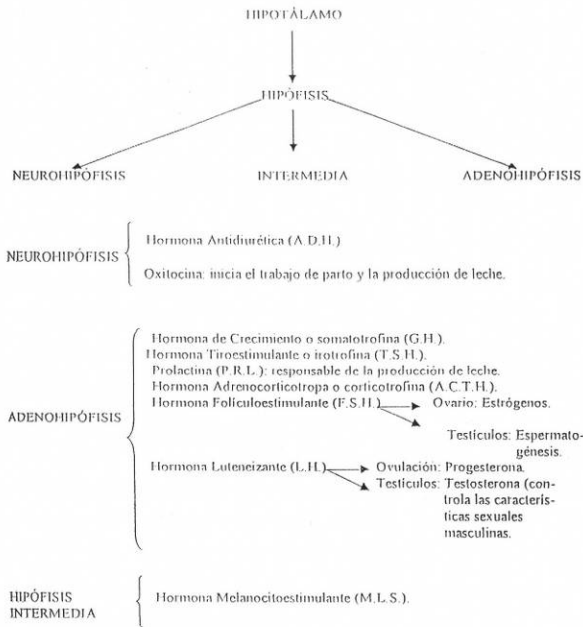 HIPOTÁLAMO
HIPÓFISIS
NEUROHIPÓFISIS INTERMEDIA ADENOHIPÓFISIS
NEUROHIPÓFISIS
Hormona Antidiurética (A.D.H.)
Oxitocina: inicia el trabajo de parto y la producción de leche.
ADENOHIPÓFISIS
Hormona de Crecimiento o somatotrofina (G.H.).
Hormona Tiroestimulante o irotrofina (T.S.H.).
Prolactina (P.R.L.): responsable de la producción de leche.
Hormona Adrenocorticotropa o corticotrofina (A.C.T.H.).
Hormona Folículoestimulante (F.S.H.) Ovario: Estrógenos.
Testículos: Espermato-
génesis.
Hormona Luteneizante (L.H.) Ovulación: Progesterona.
Testículos: Testosterona (con-
trola las caracterís-
ticas sexuales
masculinas.
HIPÓFISIS
INTERMEDIA
Hormona Melanocitoestimulante (M.L.S.).